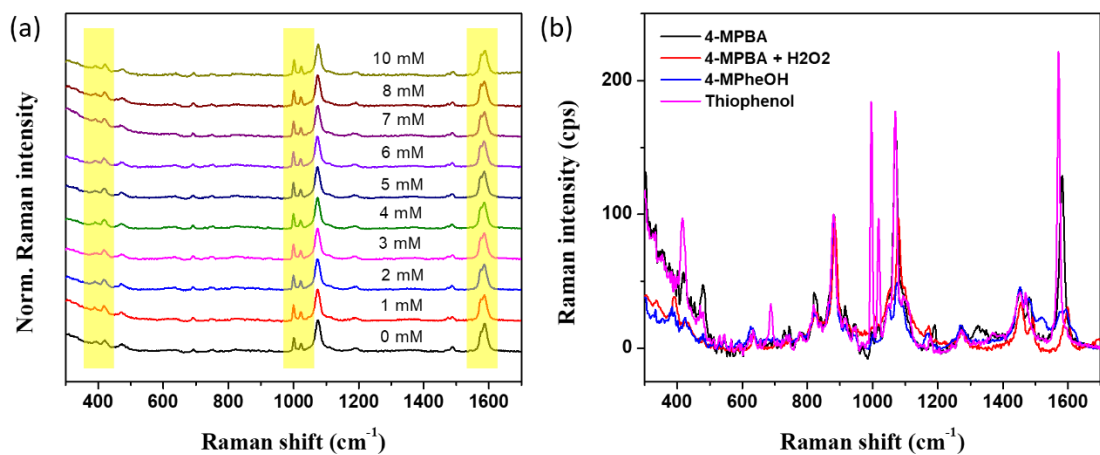 (a)
Norm. Raman intensity
10 mM
8 mM
7 mM
6 mM
5 mM
4 mM
3 mM
2 mM
1 mM
0 mM
400 600 800 1000 1200 1400 1600
Raman shift (cm⁻¹)
(b)
Raman intensity (cps)
200
100
0
4-MPBA
4-MPBA + H2O2
4-MPheOH
Thiophenol
400 600 800 1000 1200 1400 1600
Raman shift (cm⁻¹)